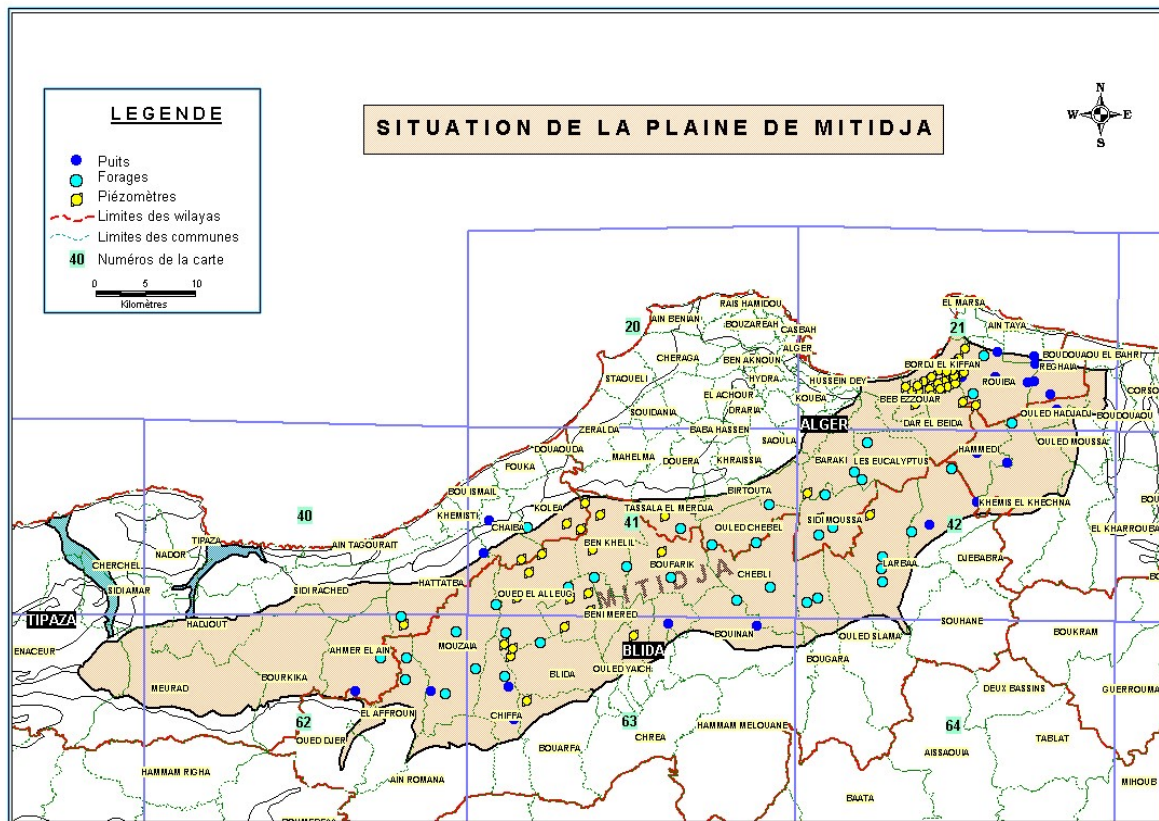 LEGENDE
Puits
Forages
Piézomètres
Limites des wilayas
Limites des communes
40 Numéros de la carte
0 5 10
Kilomètres
SITUATION DE LA PLAINE DE MITIDJA
N
W E
S
EL MARSA
RAIS HAMIDOU
20
AIN BENIAN
BOUZAREAH
CASBAH
21
AIN TAYA
ALGER
CHERAGA
BEN AKNOUN
BOUDOUAOU EL BAHRI
BORDJ EL KIFFAN
REGHAIA
STAOUELI
HYDRA
HUSSEIN DEY
ROUIBA
EL ACHOUR
KOUBA
BEB EZZOUAR
CORSO
SOUIDANIA
DRARIA
OULED HADJADJ
BOUDOUAOU
ZERALDA
BABA HASSEN
ALGER
DAR EL BEIDA
SAOULA
OULED MOUSSA
DOUAOUDA
MAHELMA
DOUERA
KHRAISSIA
BARAKI
LES EUCALYPTUS
HAMMEDI
FOUKA
BOU ISMAIL
BIRTOUTA
KOLEA
TASSALA EL MERDJA
KHEMIS EL KHECHNA
40
KHEMISTI
CHAIBA
41
OULED CHEBEL
SIDI MOUSSA
42
EL KHARROUBA
TIPAZA
AIN TAGOURAIT
BEN KHELIL
NADOR
BOUFARIK
DJEBABRA
CHERCHEL
LARBAA
SIDI AMAR
HATTATBA
CHEBLI
SIDI RACHED
OUED EL ALLEUG
MITIDJA
TIPAZA
HADJOUT
BENI MERED
SOUHANE
BOUINAN
OULED SLAMA
BOUKRAM
MENACEUR
AHMER EL AIN
MOUZAIA
BLIDA
BOUGARA
OULED YAICH
BOURKIKA
BLIDA
MEURAD
DEUX BASSINS
GUERROUMA
EL AFFROUN
CHIFFA
62
63
64
OUED DJER
HAMMAM MELOUANE
CHREA
TABLAT
BOUARFA
AISSAOUIA
HAMMAM RIGHA
AIN ROMANA
MIHOUB
BAATA